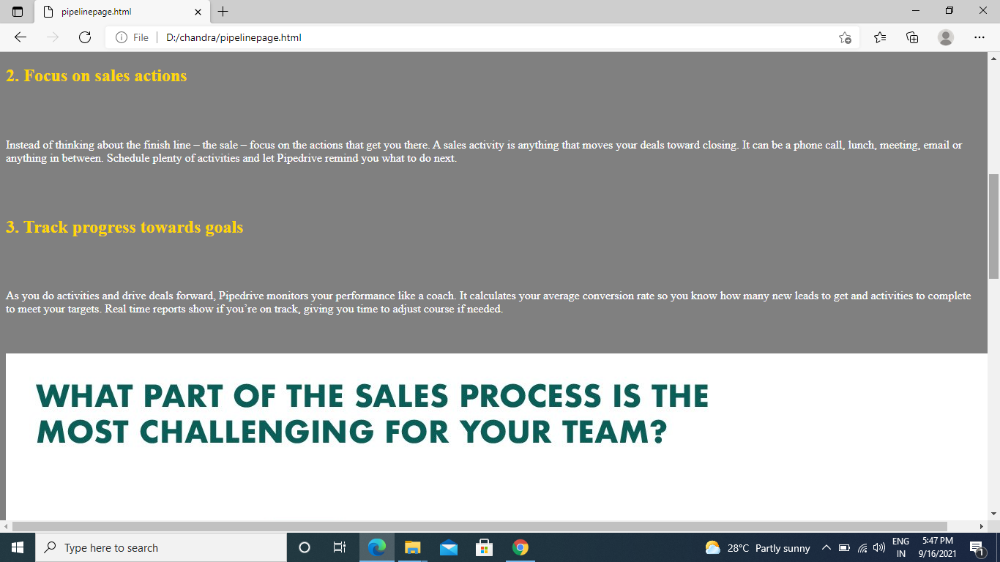 pipelinepage.html
File
D:/chandra/pipelinepage.html
2. Focus on sales actions
Instead of thinking about the finish line – the sale – focus on the actions that get you there. A sales activity is anything that moves your deals toward closing. It can be a phone call, lunch, meeting, email or
anything in between. Schedule plenty of activities and let Pipedrive remind you what to do next.
3. Track progress towards goals
As you do activities and drive deals forward, Pipedrive monitors your performance like a coach. It calculates your average conversion rate so you know how many new leads to get and activities to complete
to meet your targets. Real time reports show if you’re on track, giving you time to adjust course if needed.
WHAT PART OF THE SALES PROCESS IS THE
MOST CHALLENGING FOR YOUR TEAM?
Type here to search
28°C Partly sunny
ENG
IN
5:47 PM
9/16/2021
1